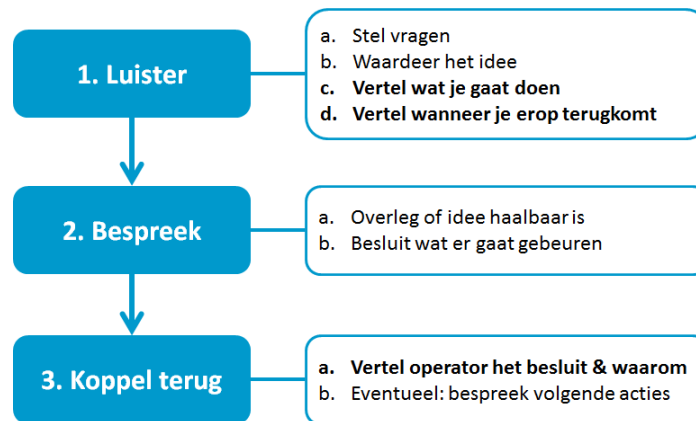 1. Luister
a. Stel vragen
b. Waardeer het idee
c. Vertel wat je gaat doen
d. Vertel wanneer je erop terugkomt
2. Bespreek
a. Overleg of idee haalbaar is
b. Besluit wat er gaat gebeuren
3. Koppel terug
a. Vertel operator het besluit & waarom
b. Eventueel: bespreek volgende acties